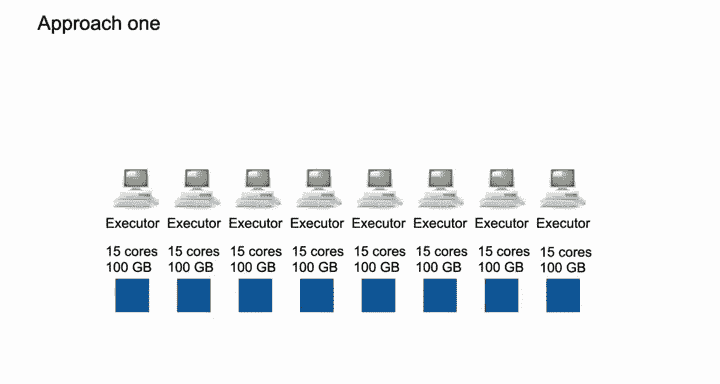 Approach one
Executor Executor Executor Executor Executor Executor Executor Executor
15 cores 15 cores 15 cores 15 cores 15 cores 15 cores 15 cores 15 cores
100 GB 100 GB 100 GB 100 GB 100 GB 100 GB 100 GB 100 GB